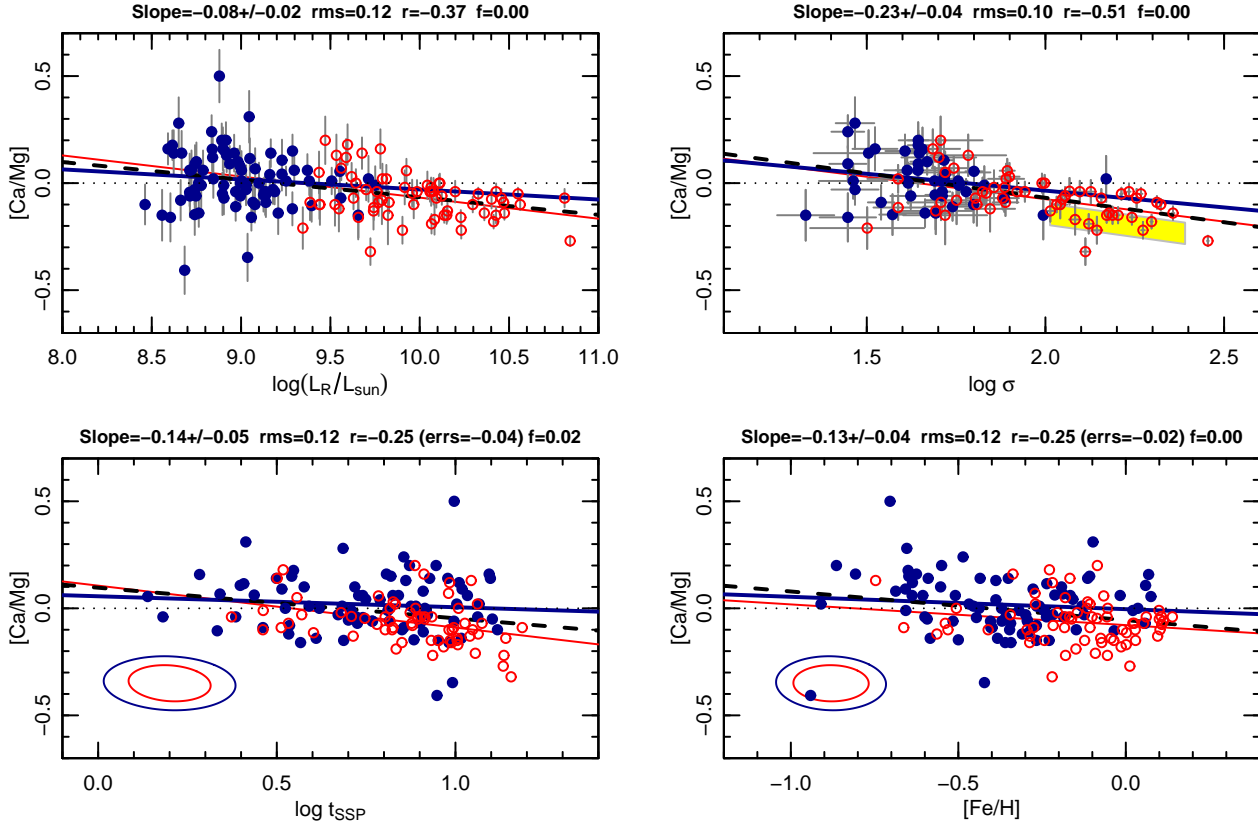 Slope=−0.08+/−0.02 rms=0.12 r=−0.37 f=0.00
0.5
0.0
−0.5
[Ca/Mg]
8.0 8.5 9.0 9.5 10.0 10.5 11.0
log(L_R/L_sun)
Slope=−0.23+/−0.04 rms=0.10 r=−0.51 f=0.00
0.5
0.0
−0.5
[Ca/Mg]
1.5 2.0 2.5
log σ
Slope=−0.14+/−0.05 rms=0.12 r=−0.25 (errs=−0.04) f=0.02
0.5
0.0
−0.5
[Ca/Mg]
0.0 0.5 1.0
log t_SSP
Slope=−0.13+/−0.04 rms=0.12 r=−0.25 (errs=−0.02) f=0.00
0.5
0.0
−0.5
[Ca/Mg]
−1.0 −0.5 0.0
[Fe/H]